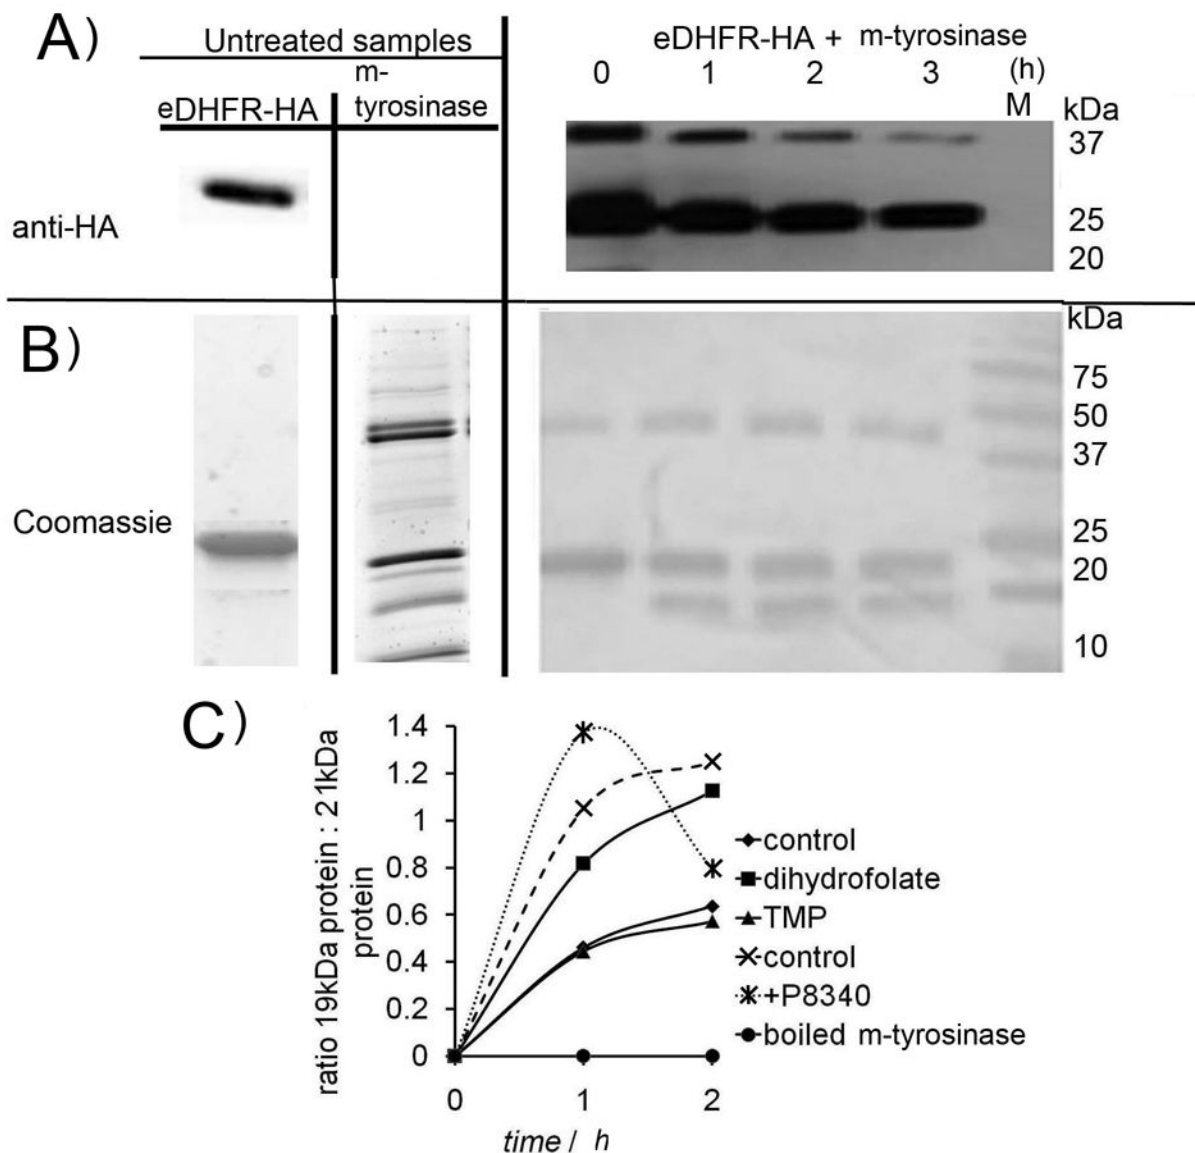 A)
Untreated samples
eDHFR-HA + m-tyrosinase
m-
tyrosinase
eDHFR-HA
0 1 2 3 (h)
M
kDa
37
anti-HA
25
20
B)
kDa
75
50
37
Coomassie
25
20
10
C)
ratio 19kDa protein : 21kDa
protein
1.4
1.2
1
0.8
0.6
0.4
0.2
0
control
dihydrofolate
TMP
control
+P8340
boiled m-tyrosinase
0 1 2
time / h